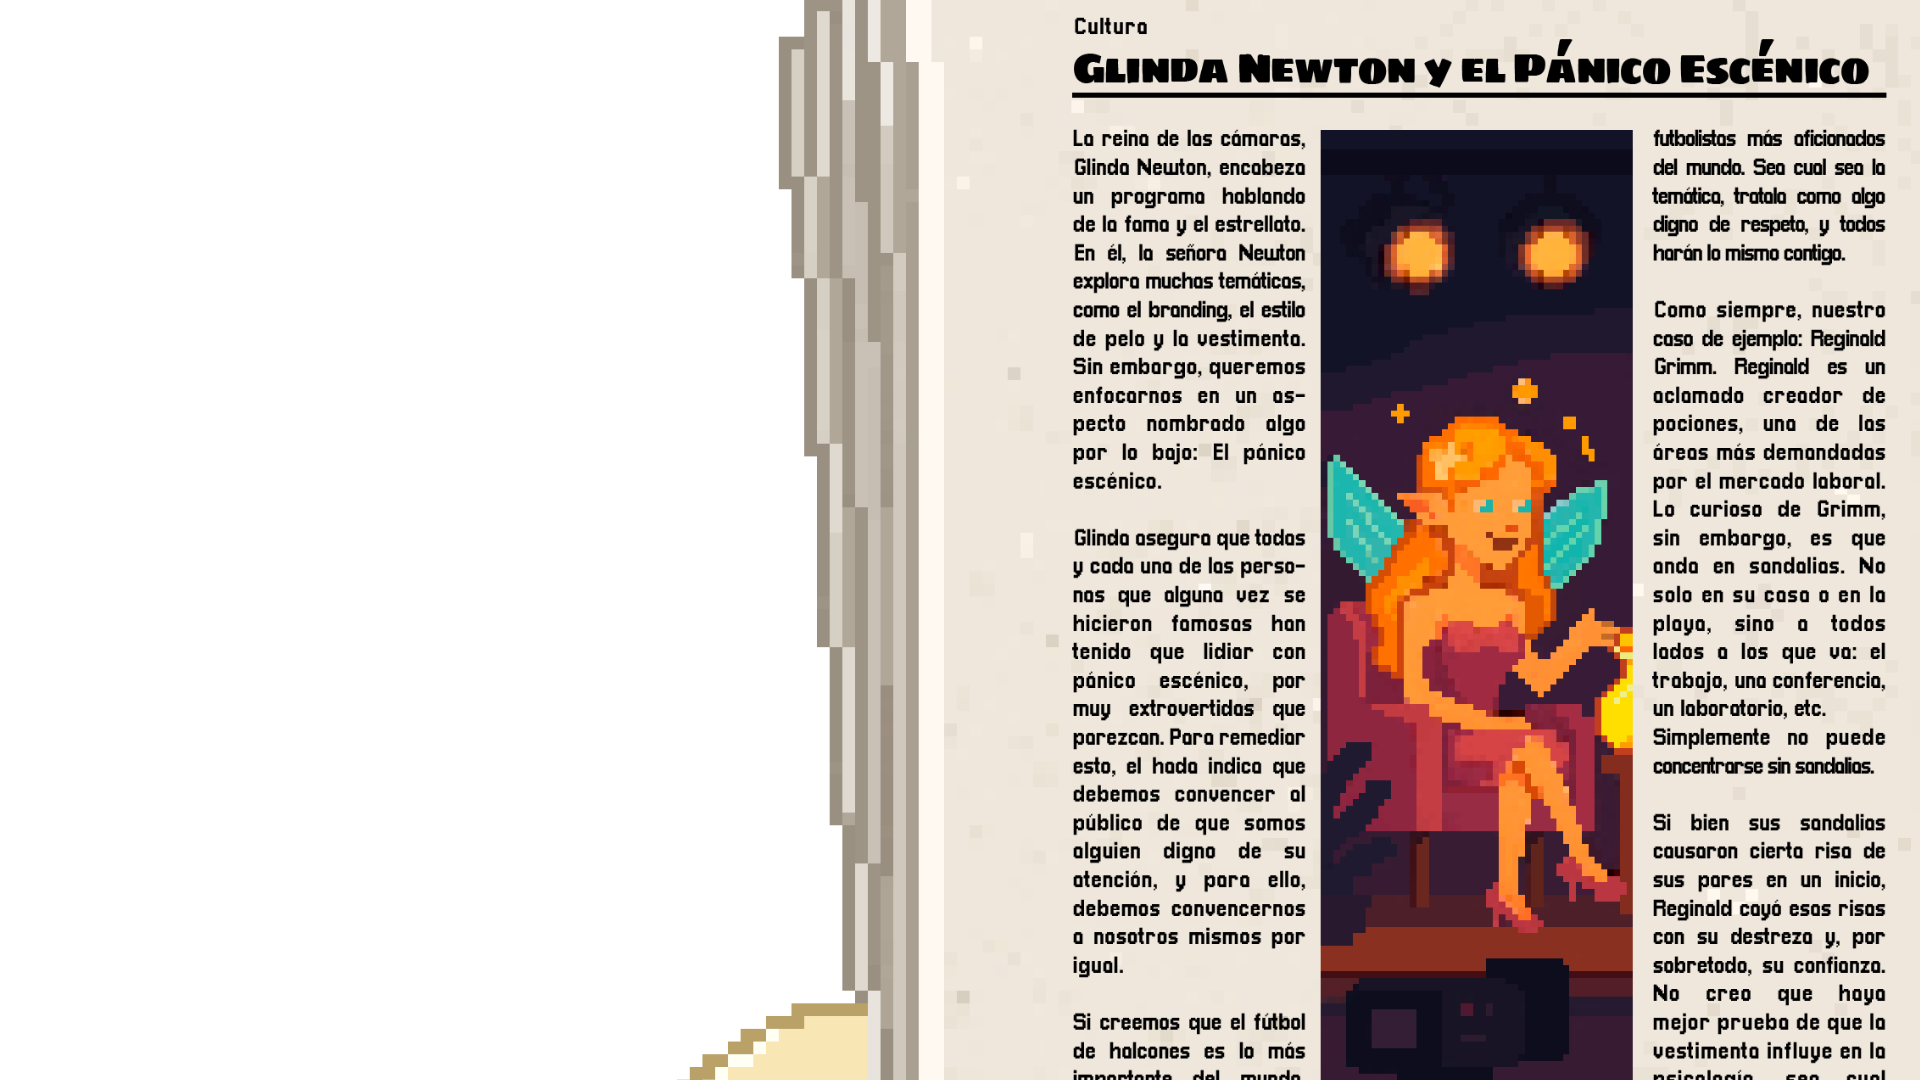 Cultura
Glinda Newton y el Pánico Escénico
La reina de las cámaras,
Glinda Newton, encabeza
un programa hablando
de la fama y el estrellato.
En él, la señora Newton
explora muchas temáticas,
como el branding, el estilo
de pelo y la vestimenta.
Sin embargo, queremos
enfocarnos en un as-
pecto nombrado algo
por lo bajo: El pánico
escénico.
Glinda asegura que todas
y cada una de las perso-
nas que alguna vez se
hicieron famosas han
tenido que lidiar con
pánico escénico, por
muy extrovertidas que
parezcan. Para remediar
esto, el hada indica que
debemos convencer al
público de que somos
alguien digno de su
atención, y para ello,
debemos convencernos
a nosotros mismos por
igual.
Si creemos que el fútbol
de halcones es lo más
importante del mundo,
futbolistas más aficionados
del mundo. Sea cual sea la
temática, tratala como algo
digno de respeto, y todos
harán lo mismo contigo.
Como siempre, nuestro
caso de ejemplo: Reginald
Grimm. Reginald es un
aclamado creador de
pociones, una de las
áreas más demandadas
por el mercado laboral.
Lo curioso de Grimm,
sin embargo, es que
anda en sandalias. No
solo en su casa o en la
playa, sino a todos
lados a los que va: el
trabajo, una conferencia,
un laboratorio, etc.
Simplemente no puede
concentrarse sin sandalias.
Si bien sus sandalias
causaron cierta risa de
sus pares en un inicio,
Reginald cayó esas risas
con su destreza y, por
sobretodo, su confianza.
No creo que haya
mejor prueba de que la
vestimenta influye en la
psicología, sea cual